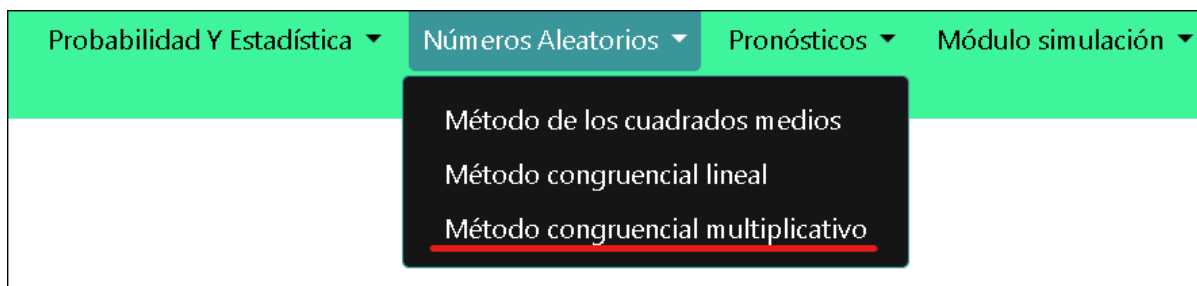 Probabilidad Y Estadística Números Aleatorios Pronósticos Módulo simulación
Método de los cuadrados medios
Método congruencial lineal
Método congruencial multiplicativo